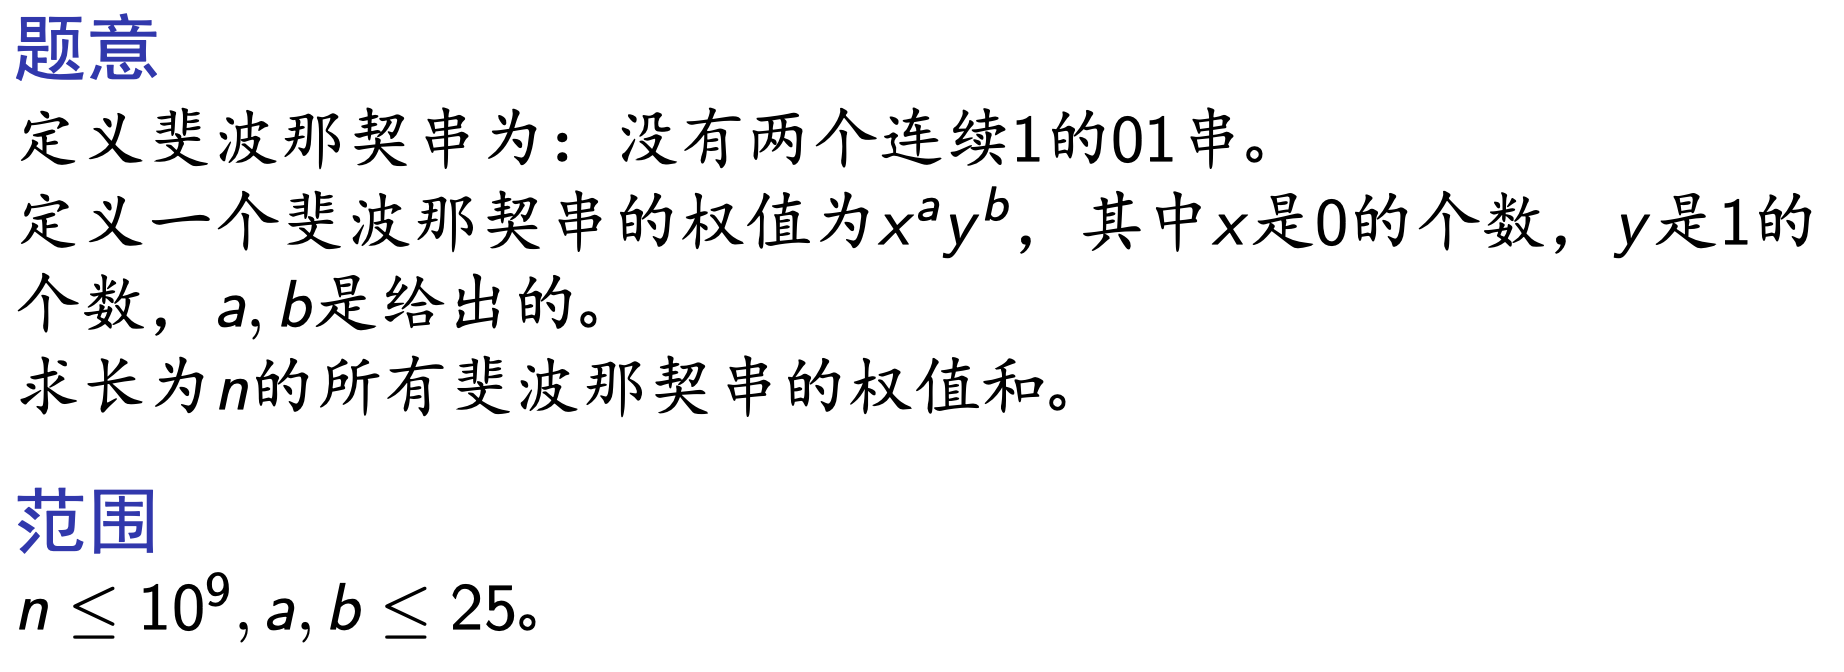 题意
定义斐波那契串为：没有两个连续1的01串。
定义一个斐波那契串的权值为x^a y^b，其中x是0的个数，y是1的
个数，a, b是给出的。
求长为n的所有斐波那契串的权值和。
范围
n ≤ 10^9, a, b ≤ 25。